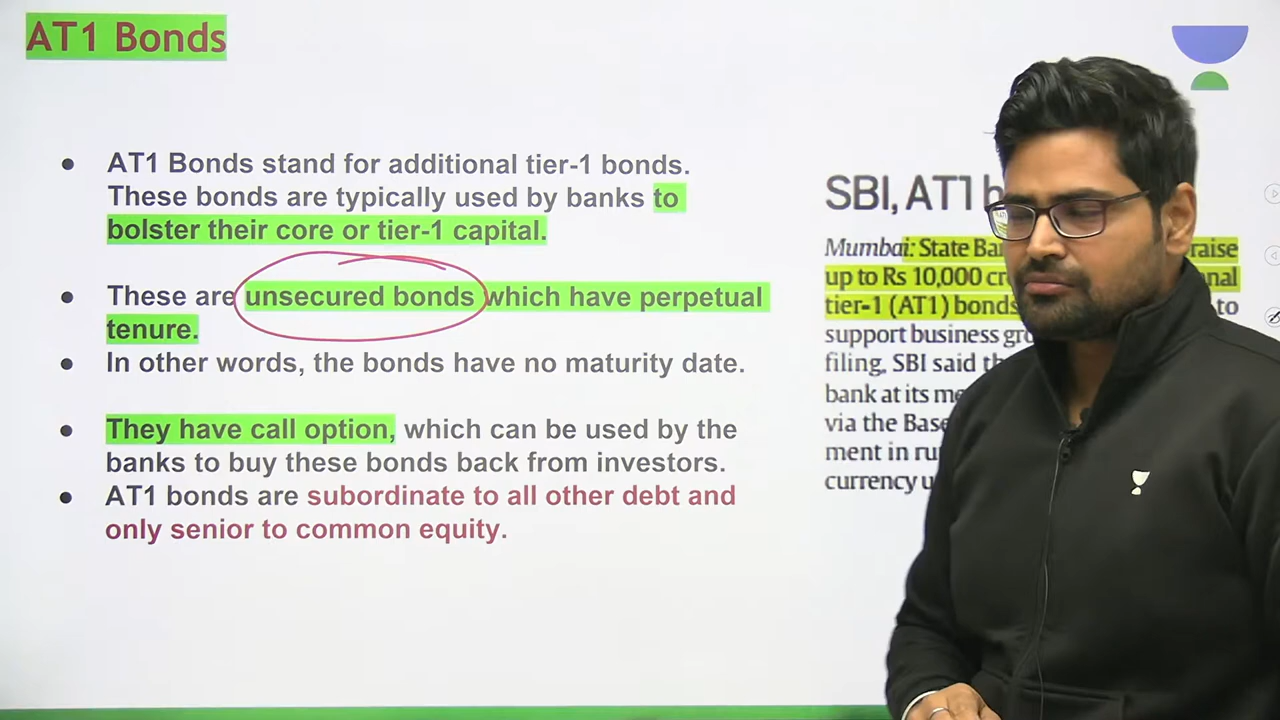 AT1 Bonds
● AT1 Bonds stand for additional tier-1 bonds.
These bonds are typically used by banks to
bolster their core or tier-1 capital.
● These are unsecured bonds which have perpetual
tenure.
● In other words, the bonds have no maturity date.
● They have call option, which can be used by the
banks to buy these bonds back from investors.
● AT1 bonds are subordinate to all other debt and
only senior to common equity.
SBI, AT1
Mumbai: State raise
up to Rs 10,000
tier-1 (AT1) bonds to
support business
filing, SBI said
bank at its
via the
ment in
currency